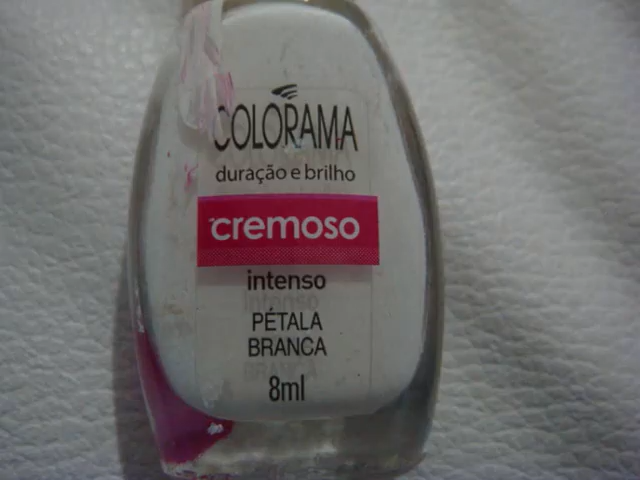 COLORAMA
duração e brilho
cremoso
intenso
PÉTALA
BRANCA
8ml